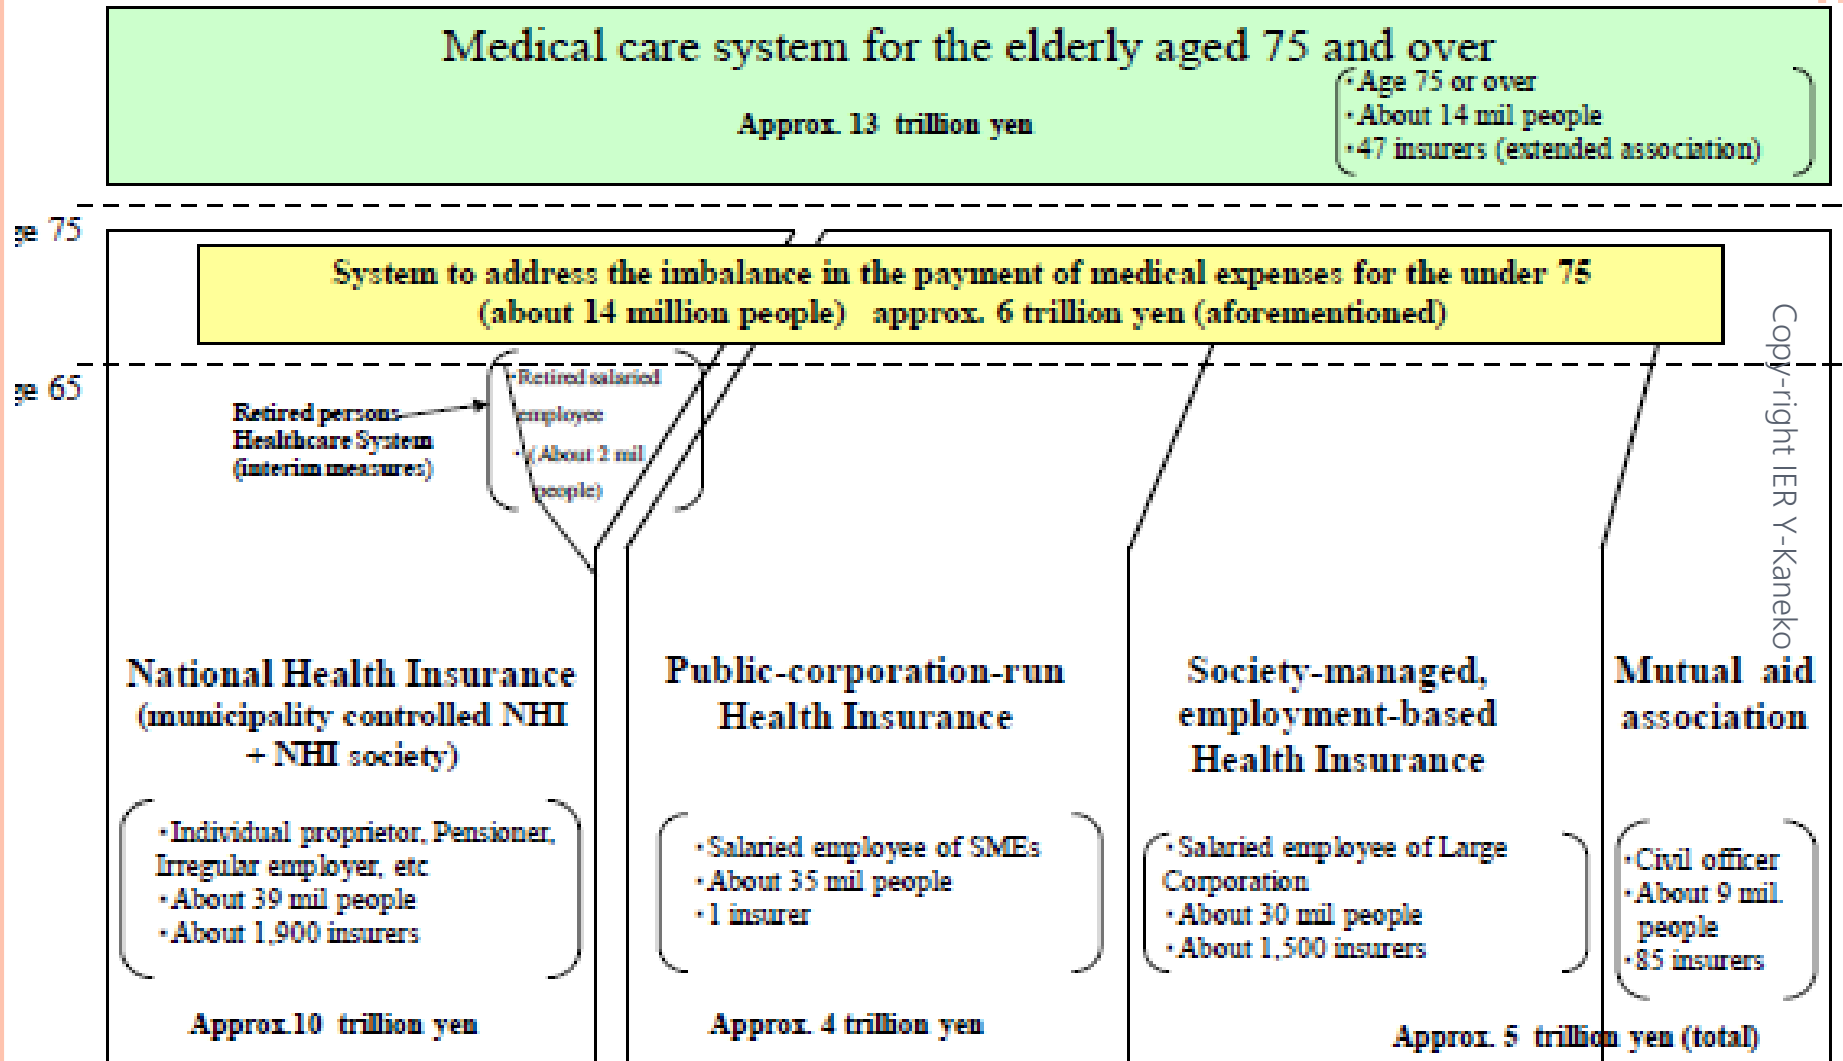 Medical care system for the elderly aged 75 and over
・Age 75 or over
・About 14 mil people
・47 insurers (extended association)
Approx. 13 trillion yen
ge 75
System to address the imbalance in the payment of medical expenses for the under 75
(about 14 million people) approx. 6 trillion yen (aforementioned)
ge 65
Retired persons
Healthcare System
(interim measures)
・Retired salaried
employee
・(About 2 mil
people)
Copy-right IER Y-Kaneko
National Health Insurance
(municipality controlled NHI
+ NHI society)
・Individual proprietor, Pensioner,
Irregular employer, etc
・About 39 mil people
・About 1,900 insurers
Approx.10 trillion yen
Public-corporation-run
Health Insurance
・Salaried employee of SMEs
・About 35 mil people
・1 insurer
Approx. 4 trillion yen
Society-managed,
employment-based
Health Insurance
・Salaried employee of Large
Corporation
・About 30 mil people
・About 1,500 insurers
Mutual aid
association
・Civil officer
・About 9 mil.
people
・85 insurers
Approx. 5 trillion yen (total)